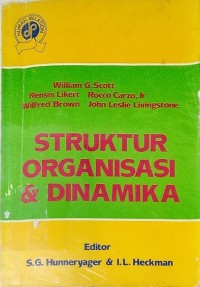 William G. Scott
Rensis Likert Rocco Carzo, Jr
Wilfred Brown John Leslie Livingstone
STRUKTUR
ORGANISASI
& DINAMIKA
Editor
S.G. Hunneryager & I.L. Heckman